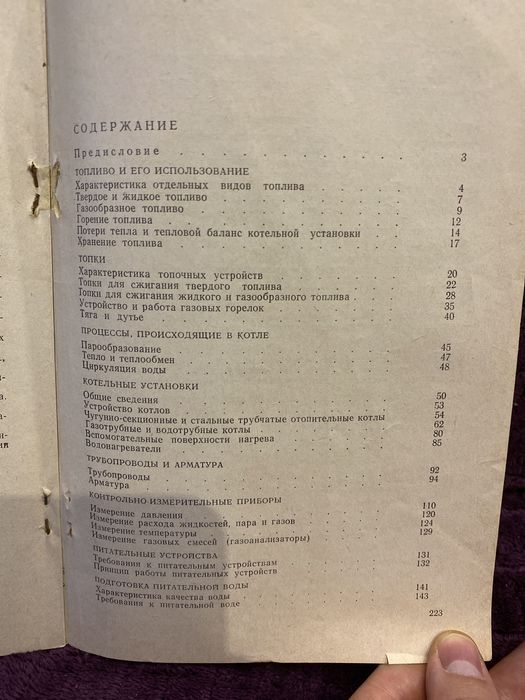 СОДЕРЖАНИЕ
Предисловие . . . . . . . . . 3
ТОПЛИВО И ЕГО ИСПОЛЬЗОВАНИЕ
Характеристика отдельных видов топлива . . . . 4
Твердое и жидкое топливо . . . . . . . 7
Газообразное топливо . . . . . . . . 9
Горение топлива . . . . . . . . . 12
Потери тепла и тепловой баланс котельной установки . . 14
Хранение топлива . . . . . . . . . 17
ТОПКИ
Характеристика топочных устройств . . . . . 20
Топки для сжигания твердого топлива . . . . . 22
Топки для сжигания жидкого и газообразного топлива . . . 28
Устройство и работа газовых горелок . . . . . 35
Тяга и дутье . . . . . . . . . . 40
ПРОЦЕССЫ, ПРОИСХОДЯЩИЕ В КОТЛЕ
Парообразование . . . . . . . . . 45
Тепло и теплообмен . . . . . . . . 47
Циркуляция воды . . . . . . . . . 48
КОТЕЛЬНЫЕ УСТАНОВКИ
Общие сведения . . . . . . . . . 50
Устройство котлов . . . . . . . . 53
Чугунно-секционные и стальные трубчатые отопительные котлы 54
Газотрубные и водотрубные котлы . . . . . . 62
Вспомогательные поверхности нагрева . . . . . 80
Водонагреватели . . . . . . . . . 85
ТРУБОПРОВОДЫ И АРМАТУРА
Трубопроводы . . . . . . . . . . 92
Арматура . . . . . . . . . . . 94
КОНТРОЛЬНО-ИЗМЕРИТЕЛЬНЫЕ ПРИБОРЫ
Измерение давления . . . . . . . . 110
Измерение расхода жидкостей, пара и газов . . . . 120
Измерение температуры . . . . . . . 124
Измерение газовых смесей (газоанализаторы) . . . . 129
ПИТАТЕЛЬНЫЕ УСТРОЙСТВА
Требования к питательным устройствам . . . . . 131
Принцип работы питательных устройств . . . . . 132
ПОДГОТОВКА ПИТАТЕЛЬНОЙ ВОДЫ
Характеристика качества воды . . . . . . 141
Требования к питательной воде . . . . . . 143
223